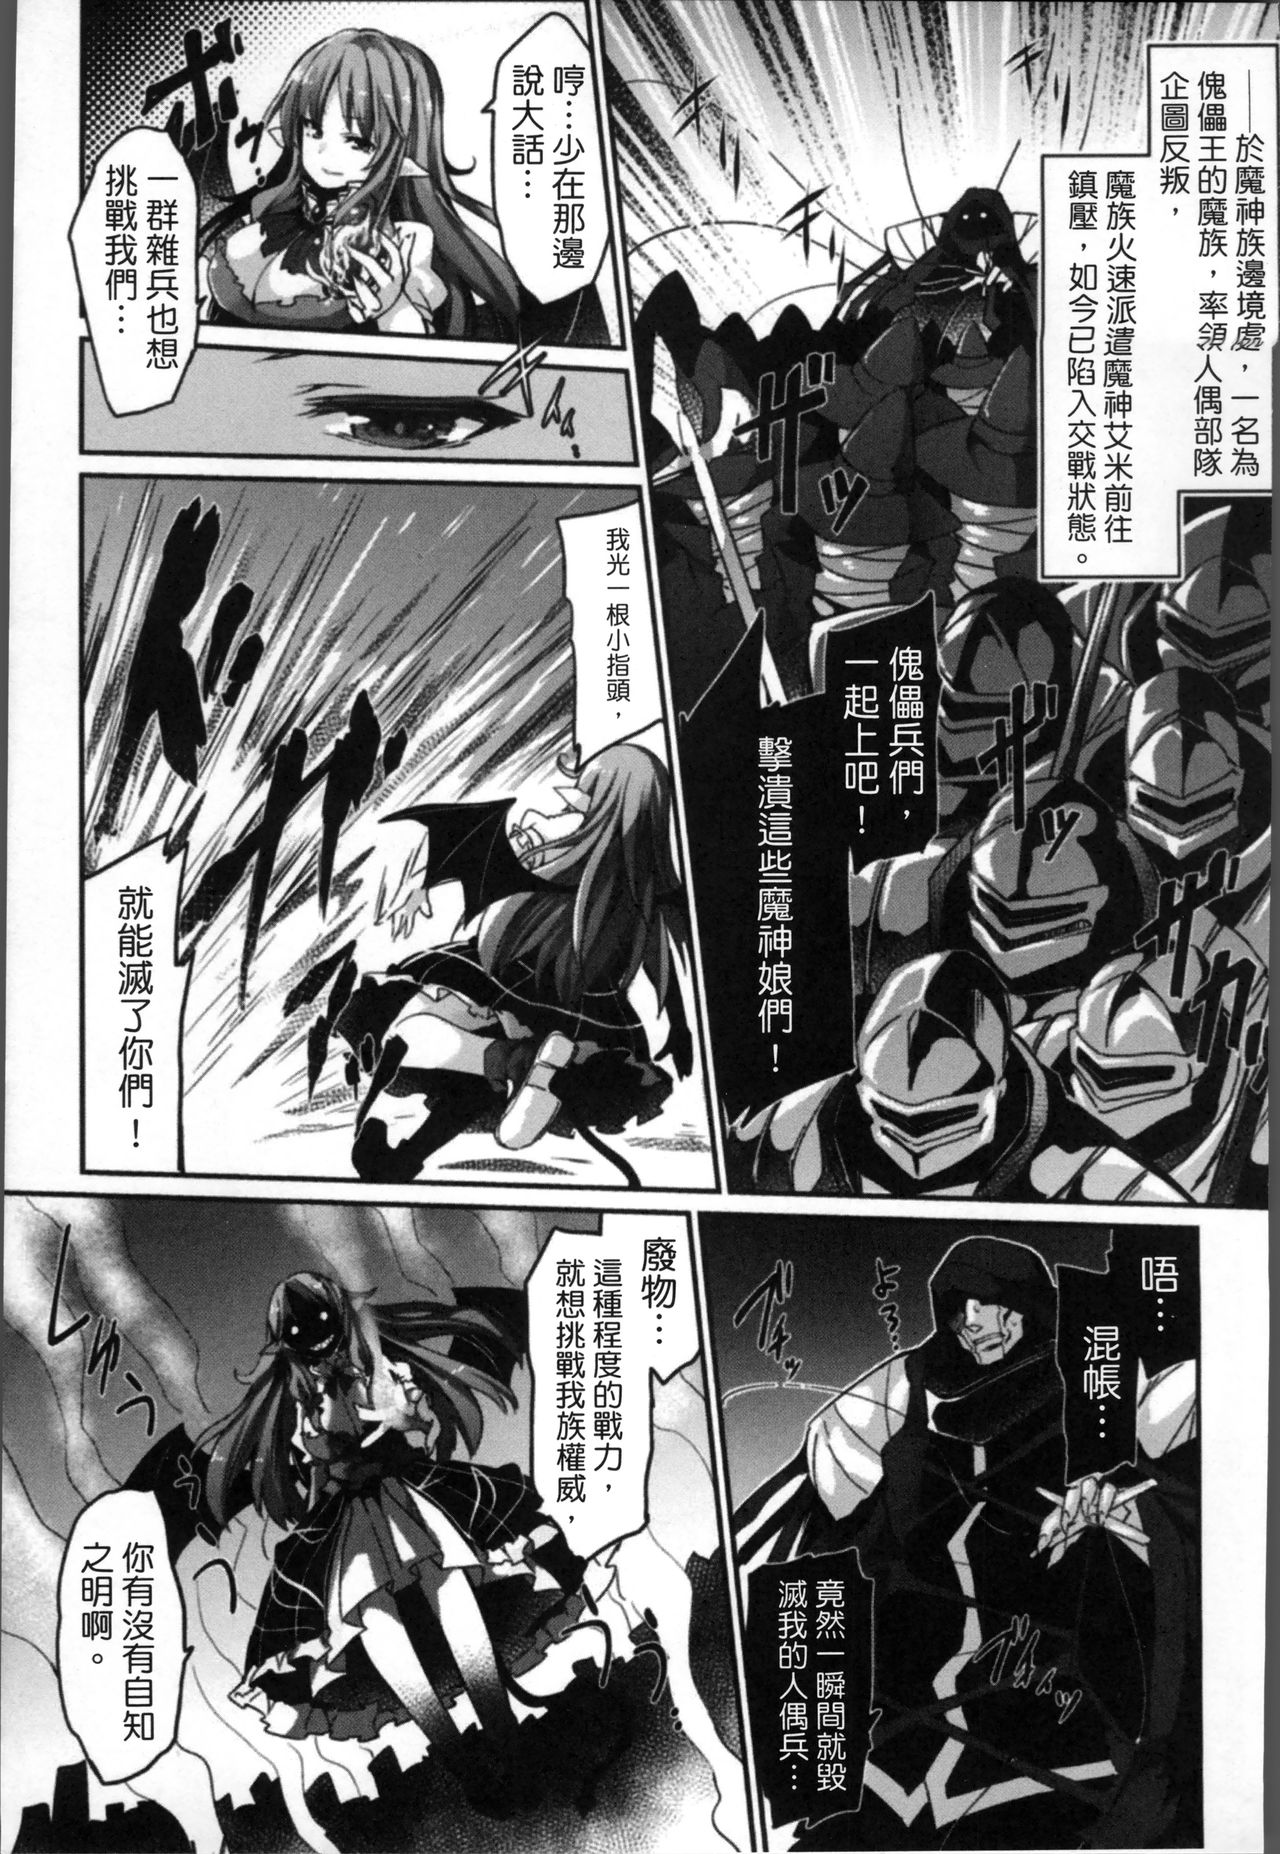 ──於魔神族邊境處，一名為
傀儡王的魔族，率領人偶部隊
企圖反叛，
魔族火速派遣魔神艾米前往
鎮壓，如今已陷入交戰狀態。
傀儡兵們，
一起上吧！
擊潰這些魔神娘們！
哼…少在那邊
說大話…
一群雜兵也想
挑戰我們…
我光一根小指頭，
就能滅了你們！
唔…
混帳…
よろ…
竟然一瞬間就毀
滅我的人偶兵…
廢物…
這種程度的戰力，
就想挑戰我族權威，
你有沒有自知
之明啊。